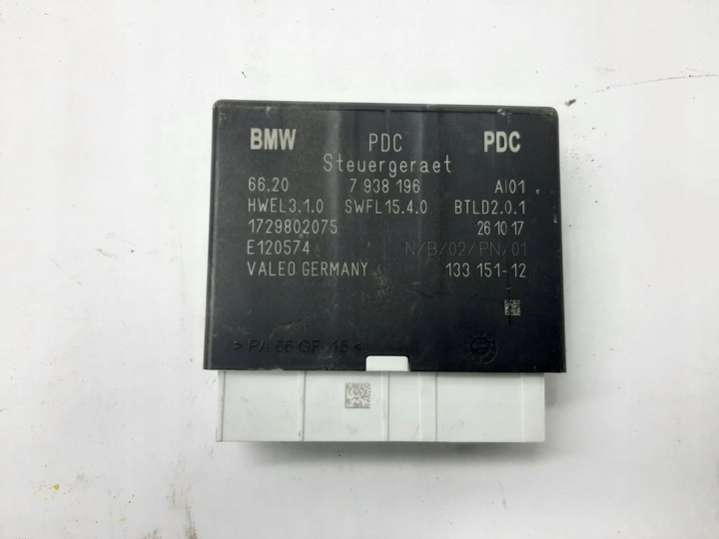 BMW PDC PDC
Steuergeraet
66.20 7 938 196 AI01
HWEL3.1.0 SWFL15.4.0 BTLD2.0.1
1729802075 26 10 17
E120574 N/B/02/PN/01
VALEO GERMANY 133 151-12